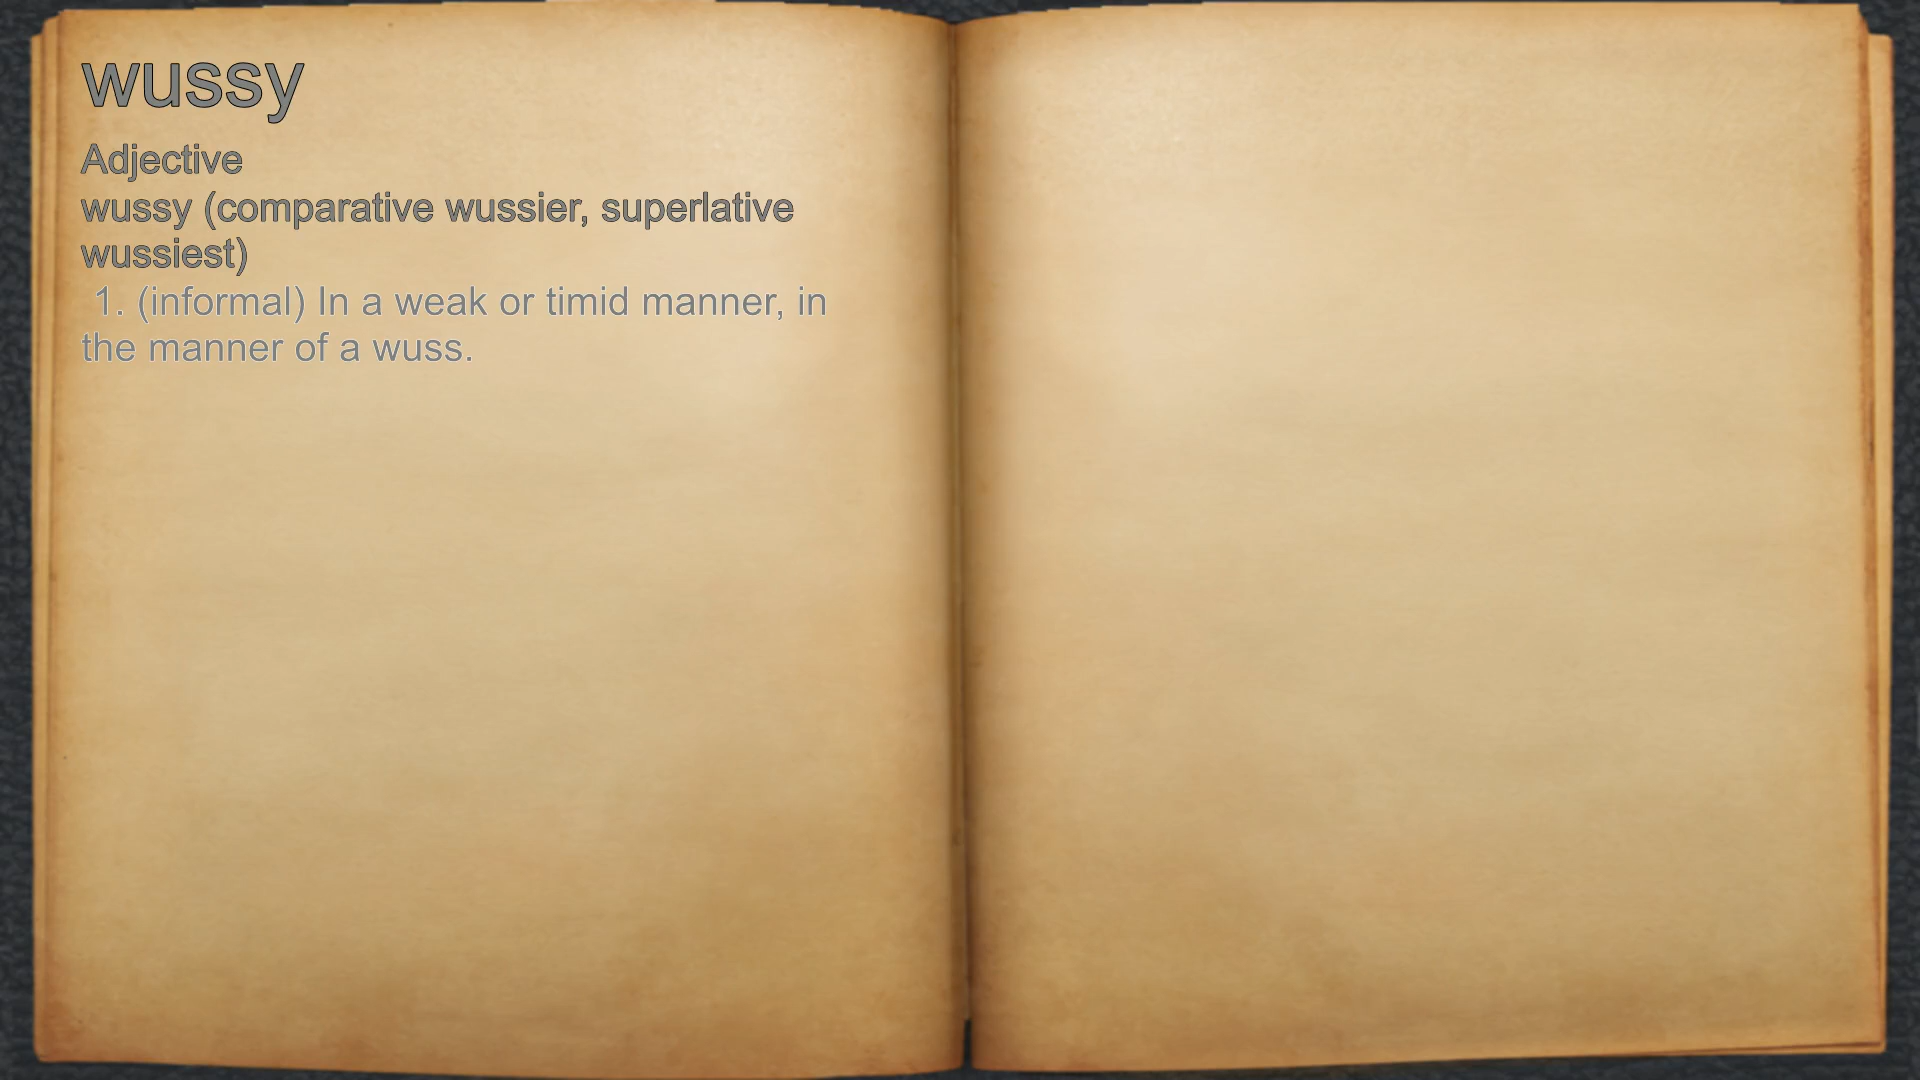 wussy
Adjective
wussy (comparative wussier, superlative
wussiest)
1. (informal) In a weak or timid manner, in
the manner of a wuss.